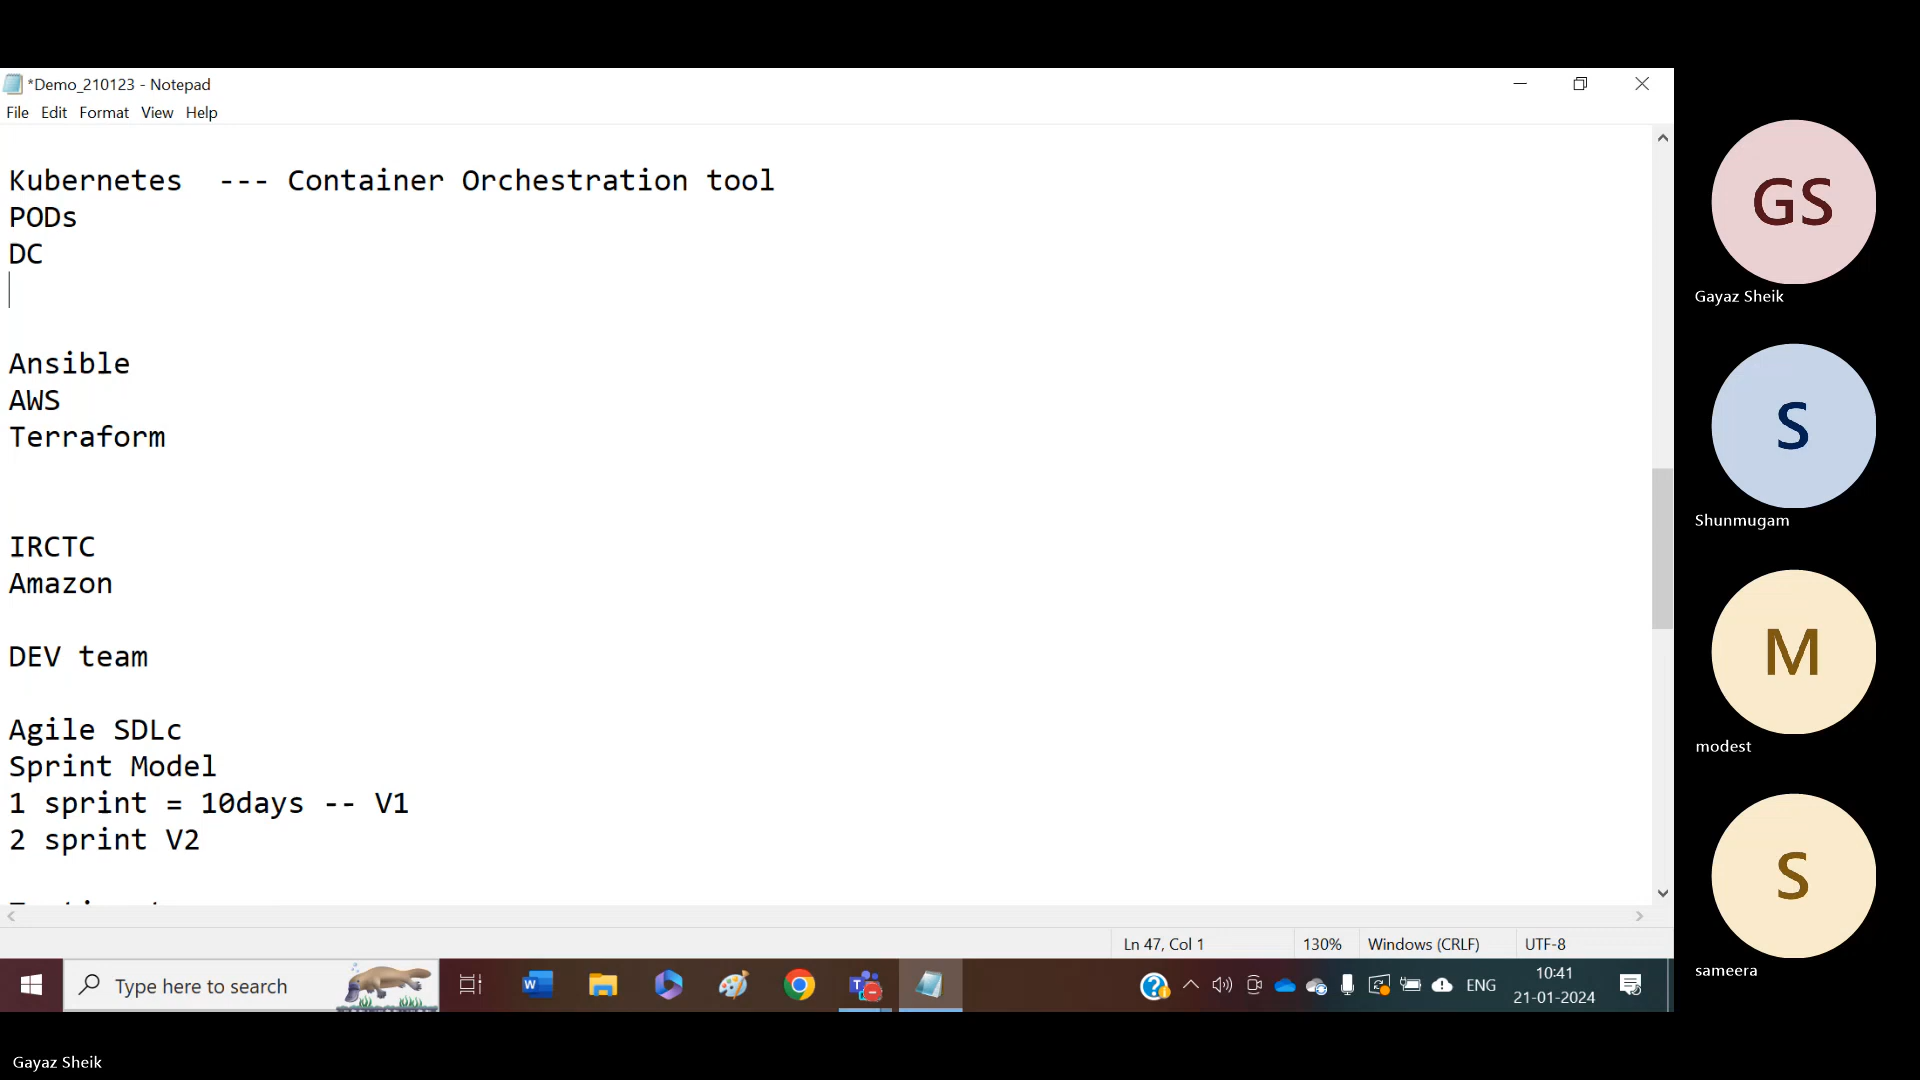 *Demo_210123 - Notepad
File Edit Format View Help
Kubernetes  --- Container Orchestration tool
PODs
DC
Ansible
AWS
Terraform
IRCTC
Amazon
DEV team
Agile SDLc
Sprint Model
1 sprint = 10days -- V1
2 sprint V2
Ln 47, Col 1
130%
Windows (CRLF)
UTF-8
Type here to search
ENG
10:41
21-01-2024
GS
Gayaz Sheik
S
Shunmugam
M
modest
S
sameera
Gayaz Sheik